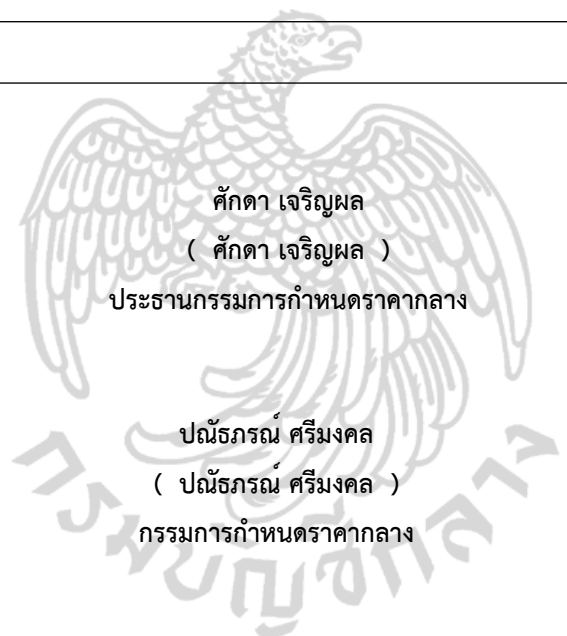 ศักดา เจริญผล
( ศักดา เจริญผล )
ประธานกรรมการกำหนดราคากลาง
ปณัธภรณ์ ศรีมงคล
( ปณัธภรณ์ ศรีมงคล )
กรรมการกำหนดราคากลาง
กรมบัญชีกลาง